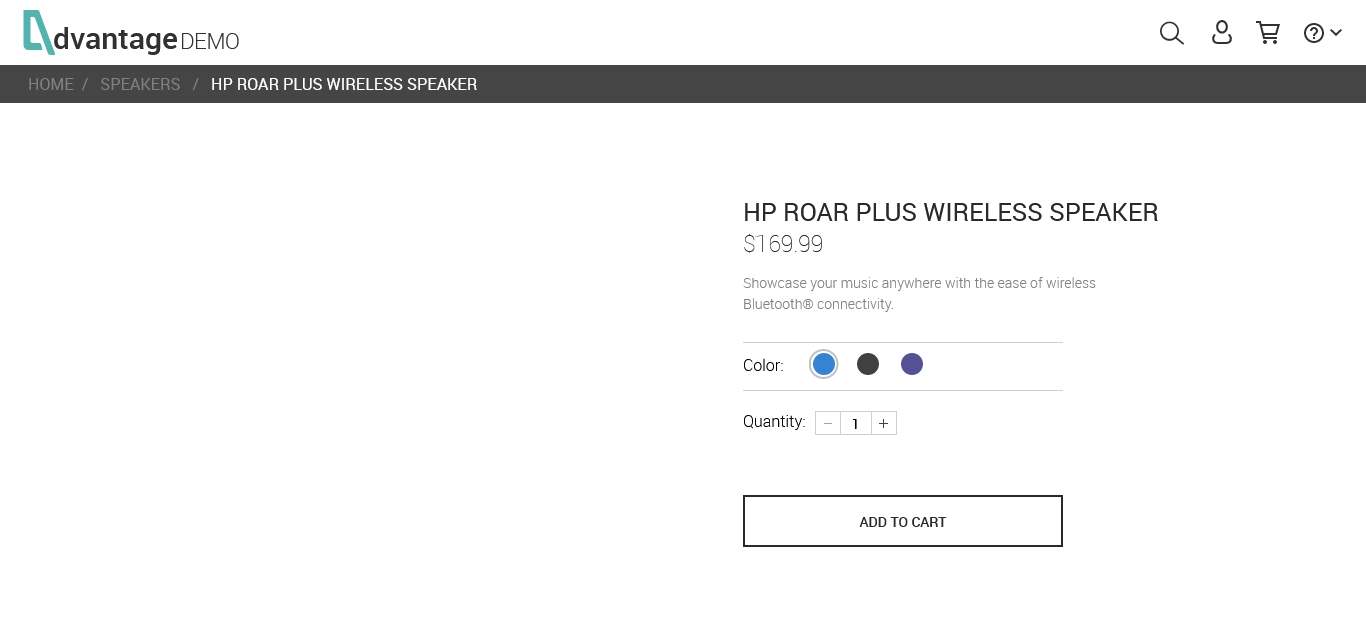 dvantage DEMO
HOME / SPEAKERS / HP ROAR PLUS WIRELESS SPEAKER
HP ROAR PLUS WIRELESS SPEAKER
$169.99
Showcase your music anywhere with the ease of wireless
Bluetooth® connectivity.
Color:
Quantity: − 1 +
ADD TO CART